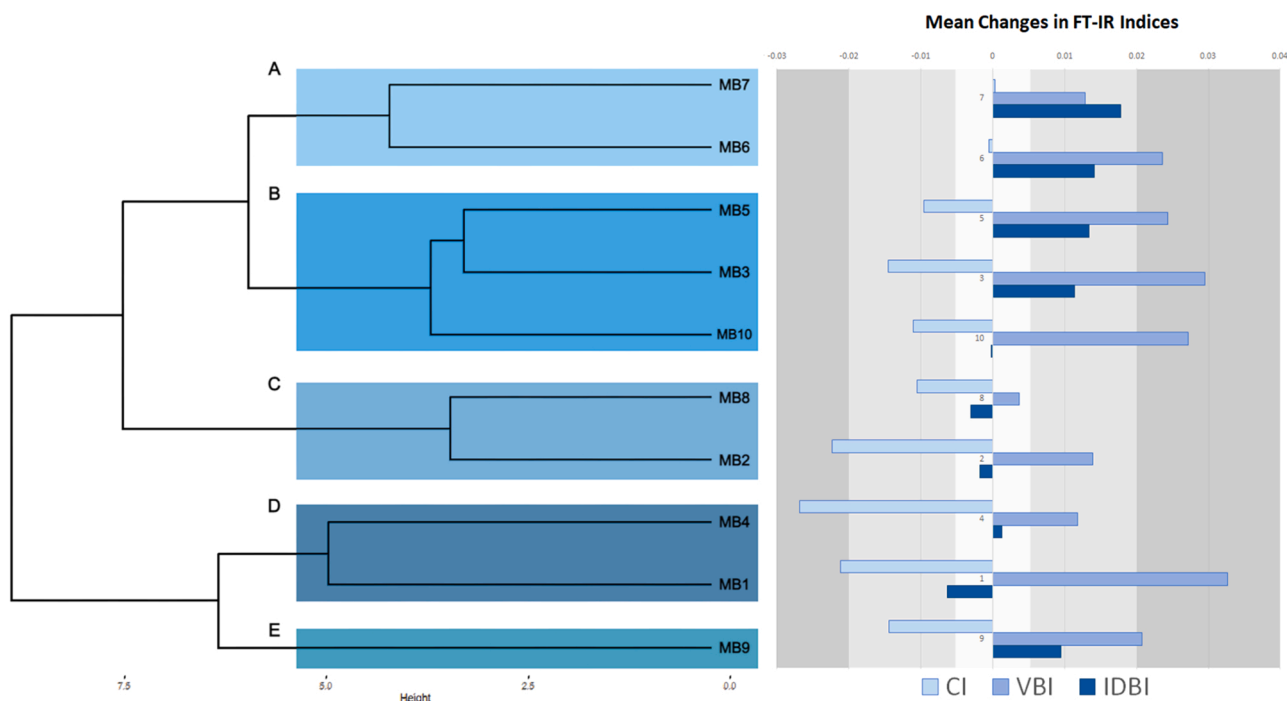 Mean Changes in FT-IR Indices
-0.03 -0.02 -0.01 0 0.01 0.02 0.03 0.04
A
MB7
7
MB6
6
B
MB5
5
MB3
3
MB10
10
C
MB8
8
MB2
2
D
MB4
4
MB1
1
E
MB9
9
7.5 5.0 2.5 0.0
Height
CI VBI IDBI